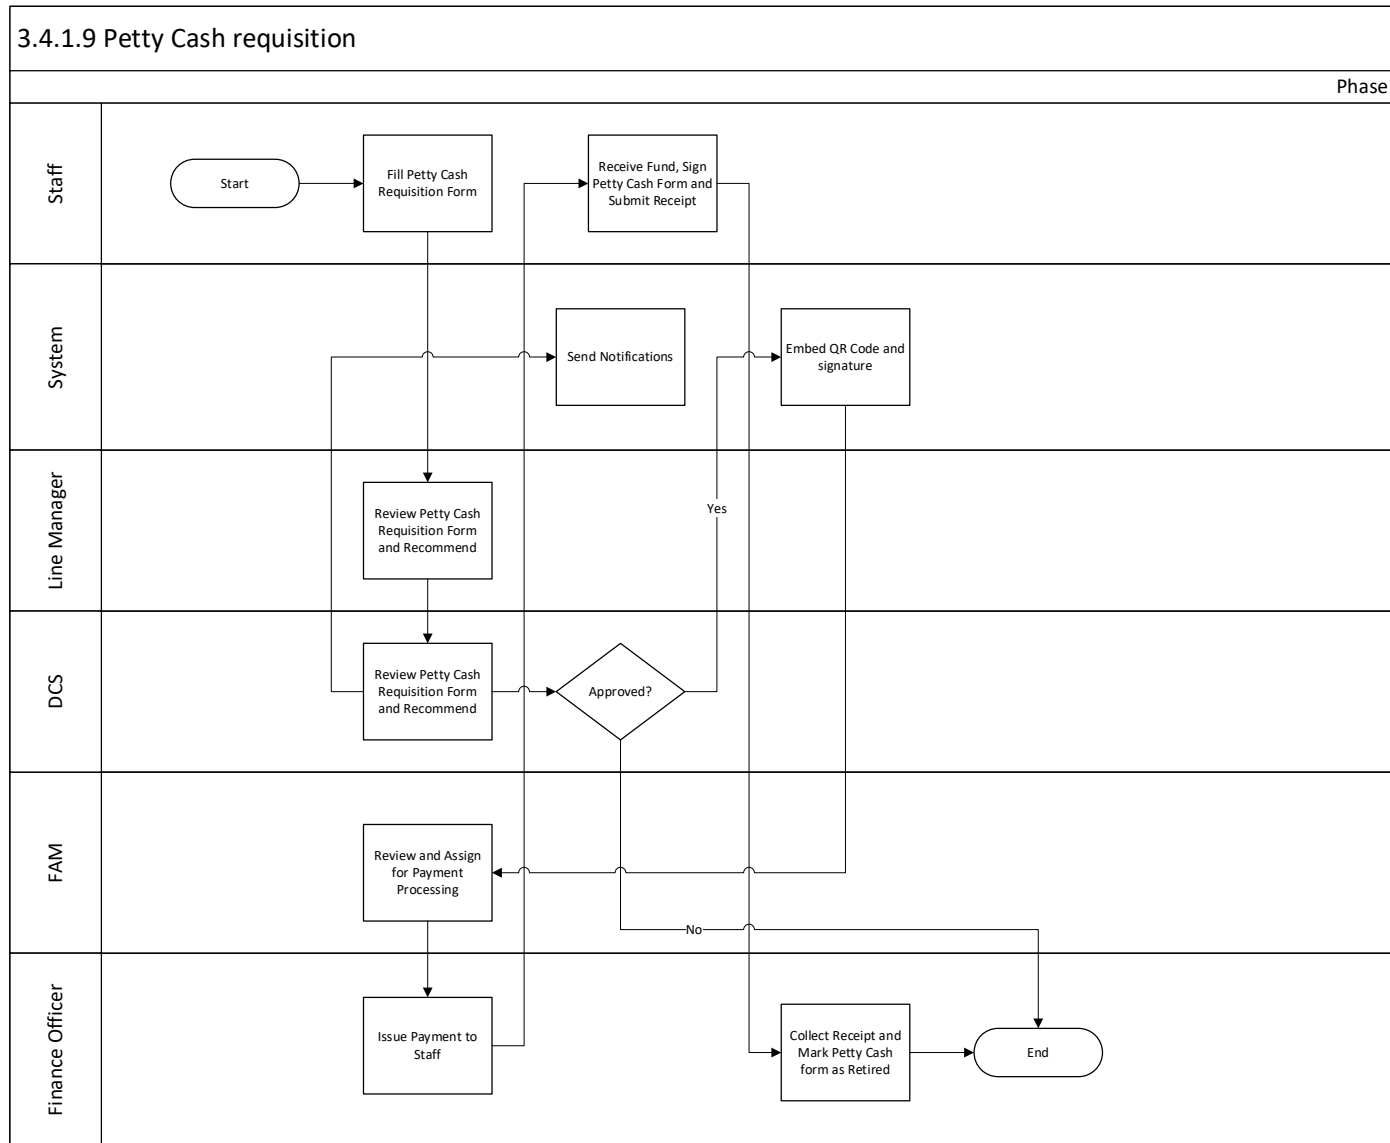 3.4.1.9 Petty Cash requisition
Phase
Staff
Start
Fill Petty Cash
Requisition Form
Receive Fund, Sign
Petty Cash Form and
Submit Receipt
System
Send Notifications
Embed QR Code and
signature
Line Manager
Review Petty Cash
Requisition Form
and Recommend
Yes
DCS
Review Petty Cash
Requisition Form
and Recommend
Approved?
FAM
Review and Assign
for Payment
Processing
No
Finance Officer
Issue Payment to
Staff
Collect Receipt and
Mark Petty Cash
form as Retired
End